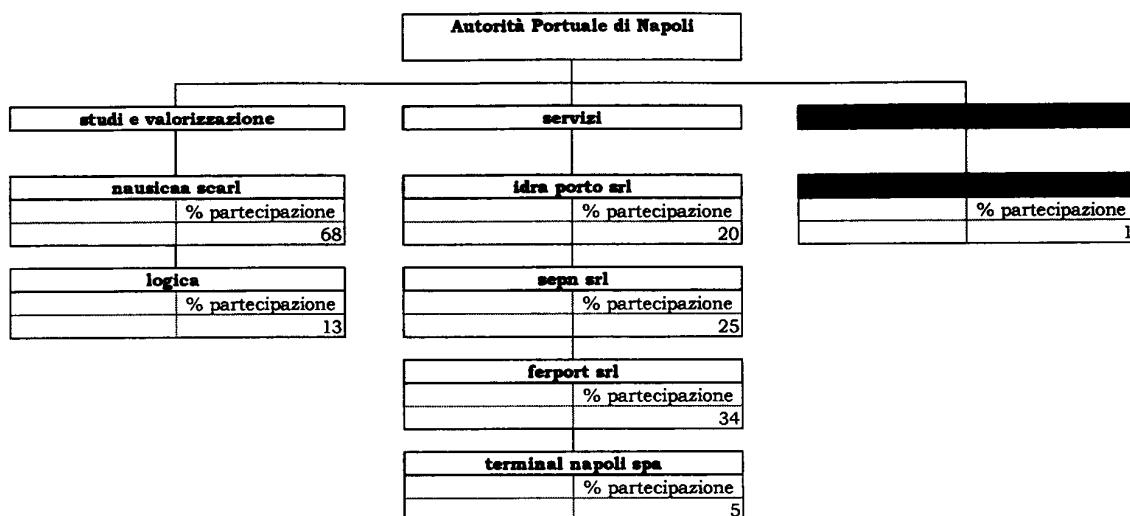 Autorità Portuale di Napoli
studi e valorizzazione
servizi
nausicaa scarl
% partecipazione
68
logica
% partecipazione
13
idra porto srl
% partecipazione
20
sepn srl
% partecipazione
25
ferport srl
% partecipazione
34
terminal napoli spa
% partecipazione
5
% partecipazione
1